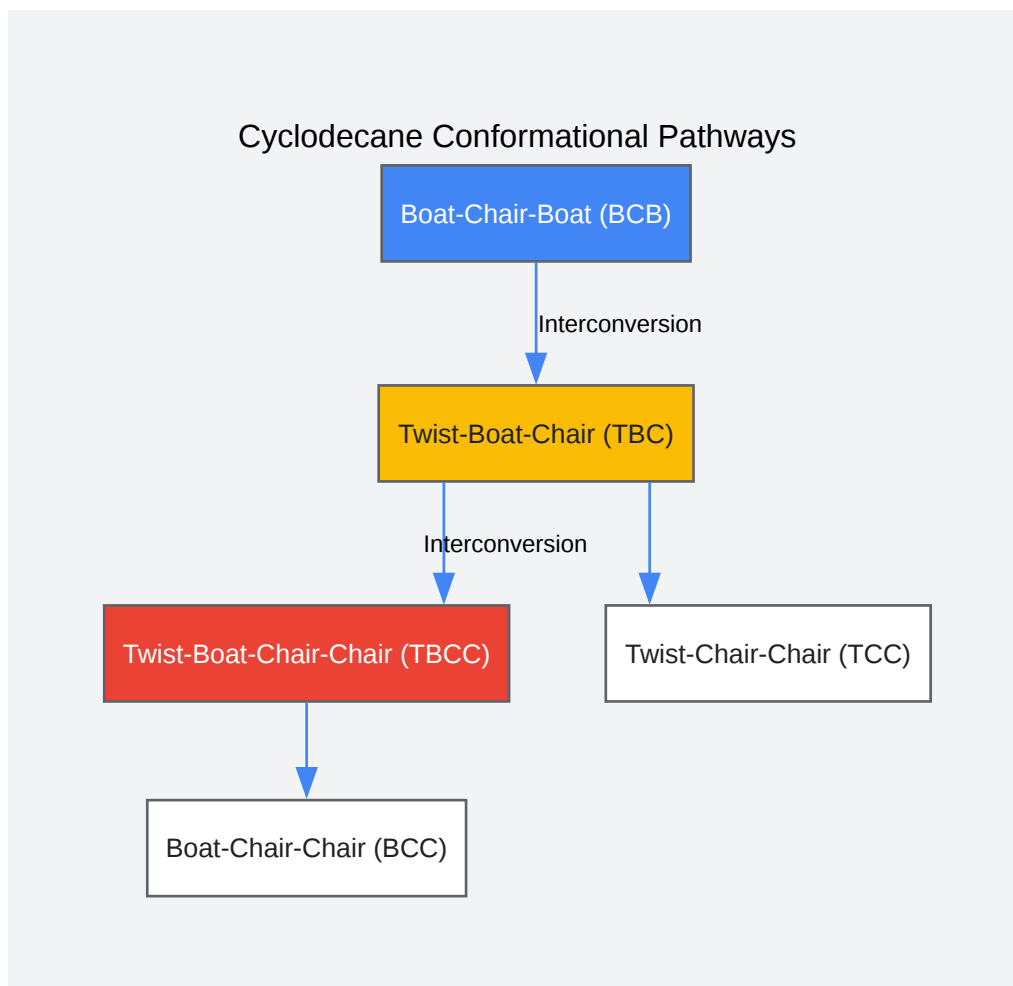 Cyclodecane Conformational Pathways
Boat-Chair-Boat (BCB)
Interconversion
Twist-Boat-Chair (TBC)
Interconversion
Twist-Boat-Chair-Chair (TBCC)
Twist-Chair-Chair (TCC)
Boat-Chair-Chair (BCC)